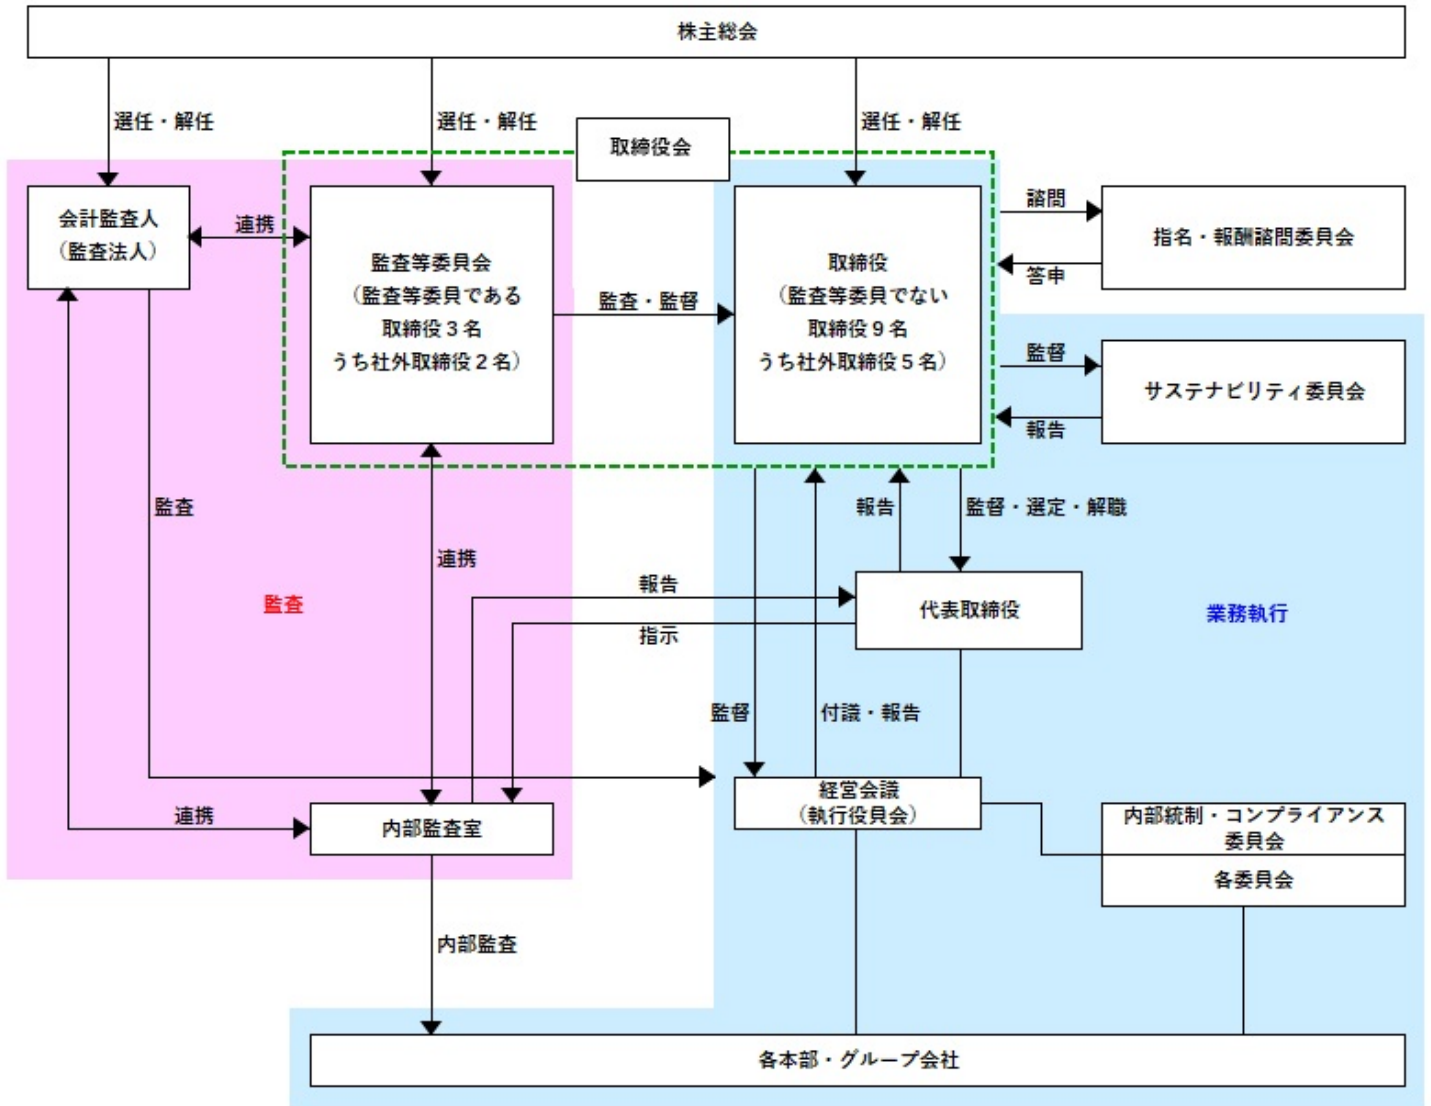 株主総会
選任・解任
選任・解任
選任・解任
取締役会
会計監査人
（監査法人）
連携
監査等委員会
（監査等委員である
取締役３名
うち社外取締役２名）
監査・監督
取締役
（監査等委員でない
取締役９名
うち社外取締役５名）
諮問
答申
指名・報酬諮問委員会
監督
報告
サステナビリティ委員会
監査
連携
報告
監督・選定・解職
監査
報告
指示
代表取締役
業務執行
監督
付議・報告
連携
内部監査室
経営会議
（執行役員会）
内部統制・コンプライアンス
委員会
各委員会
内部監査
各本部・グループ会社